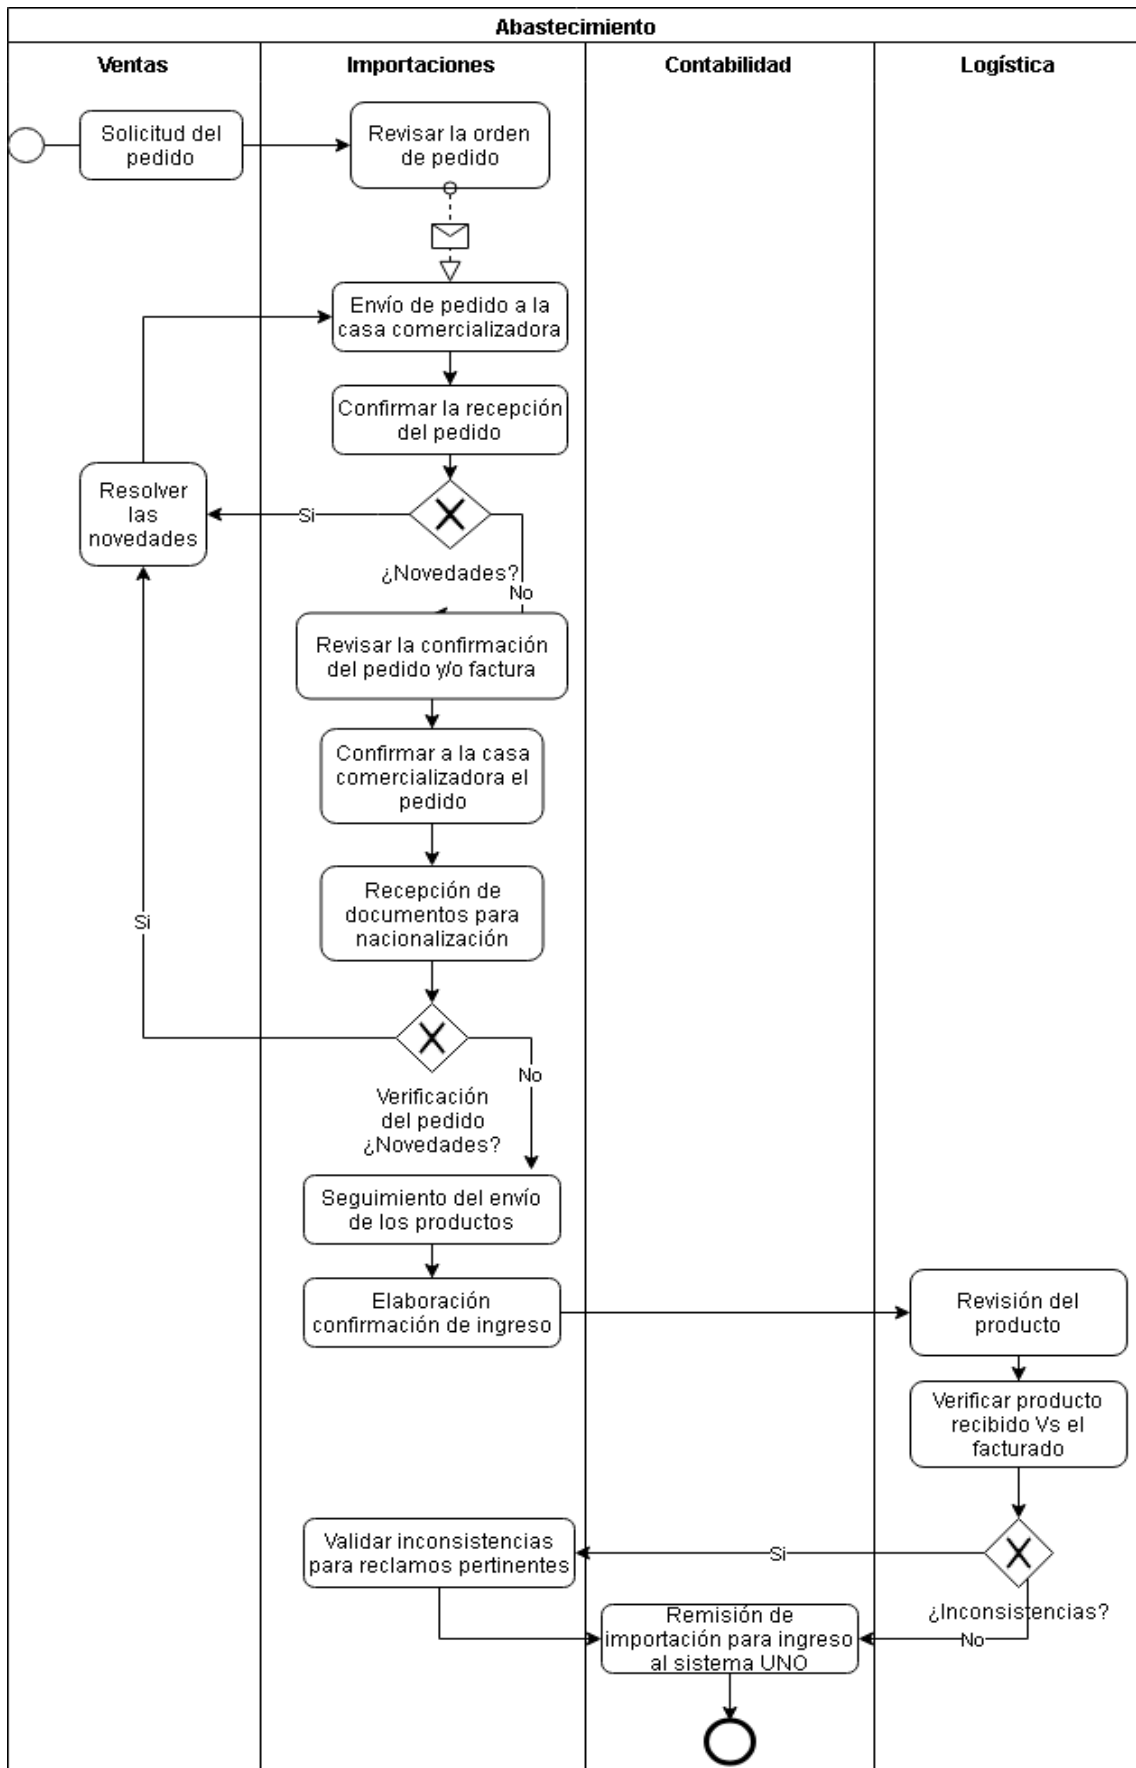 Abastecimiento
Ventas
Importaciones
Contabilidad
Logística
Solicitud del
pedido
Revisar la orden
de pedido
Envío de pedido a la
casa comercializadora
Confirmar la recepción
del pedido
Resolver
las
novedades
Si
¿Novedades?
No
Revisar la confirmación
del pedido y/o factura
Confirmar a la casa
comercializadora el
pedido
Recepción de
documentos para
nacionalización
Si
No
Verificación
del pedido
¿Novedades?
Seguimiento del envío
de los productos
Elaboración
confirmación de ingreso
Revisión del
producto
Verificar producto
recibido Vs el
facturado
Validar inconsistencias
para reclamos pertinentes
Si
¿Inconsistencias?
No
Remisión de
importación para ingreso
al sistema UNO